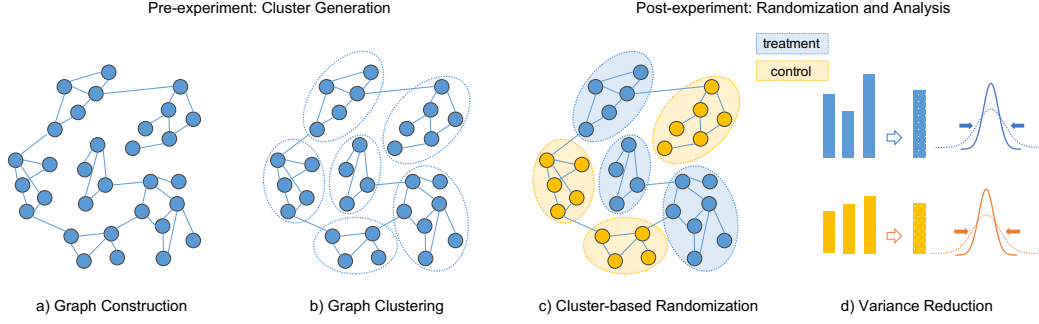 Pre-experiment: Cluster Generation
Post-experiment: Randomization and Analysis
treatment
control
a) Graph Construction
b) Graph Clustering
c) Cluster-based Randomization
d) Variance Reduction